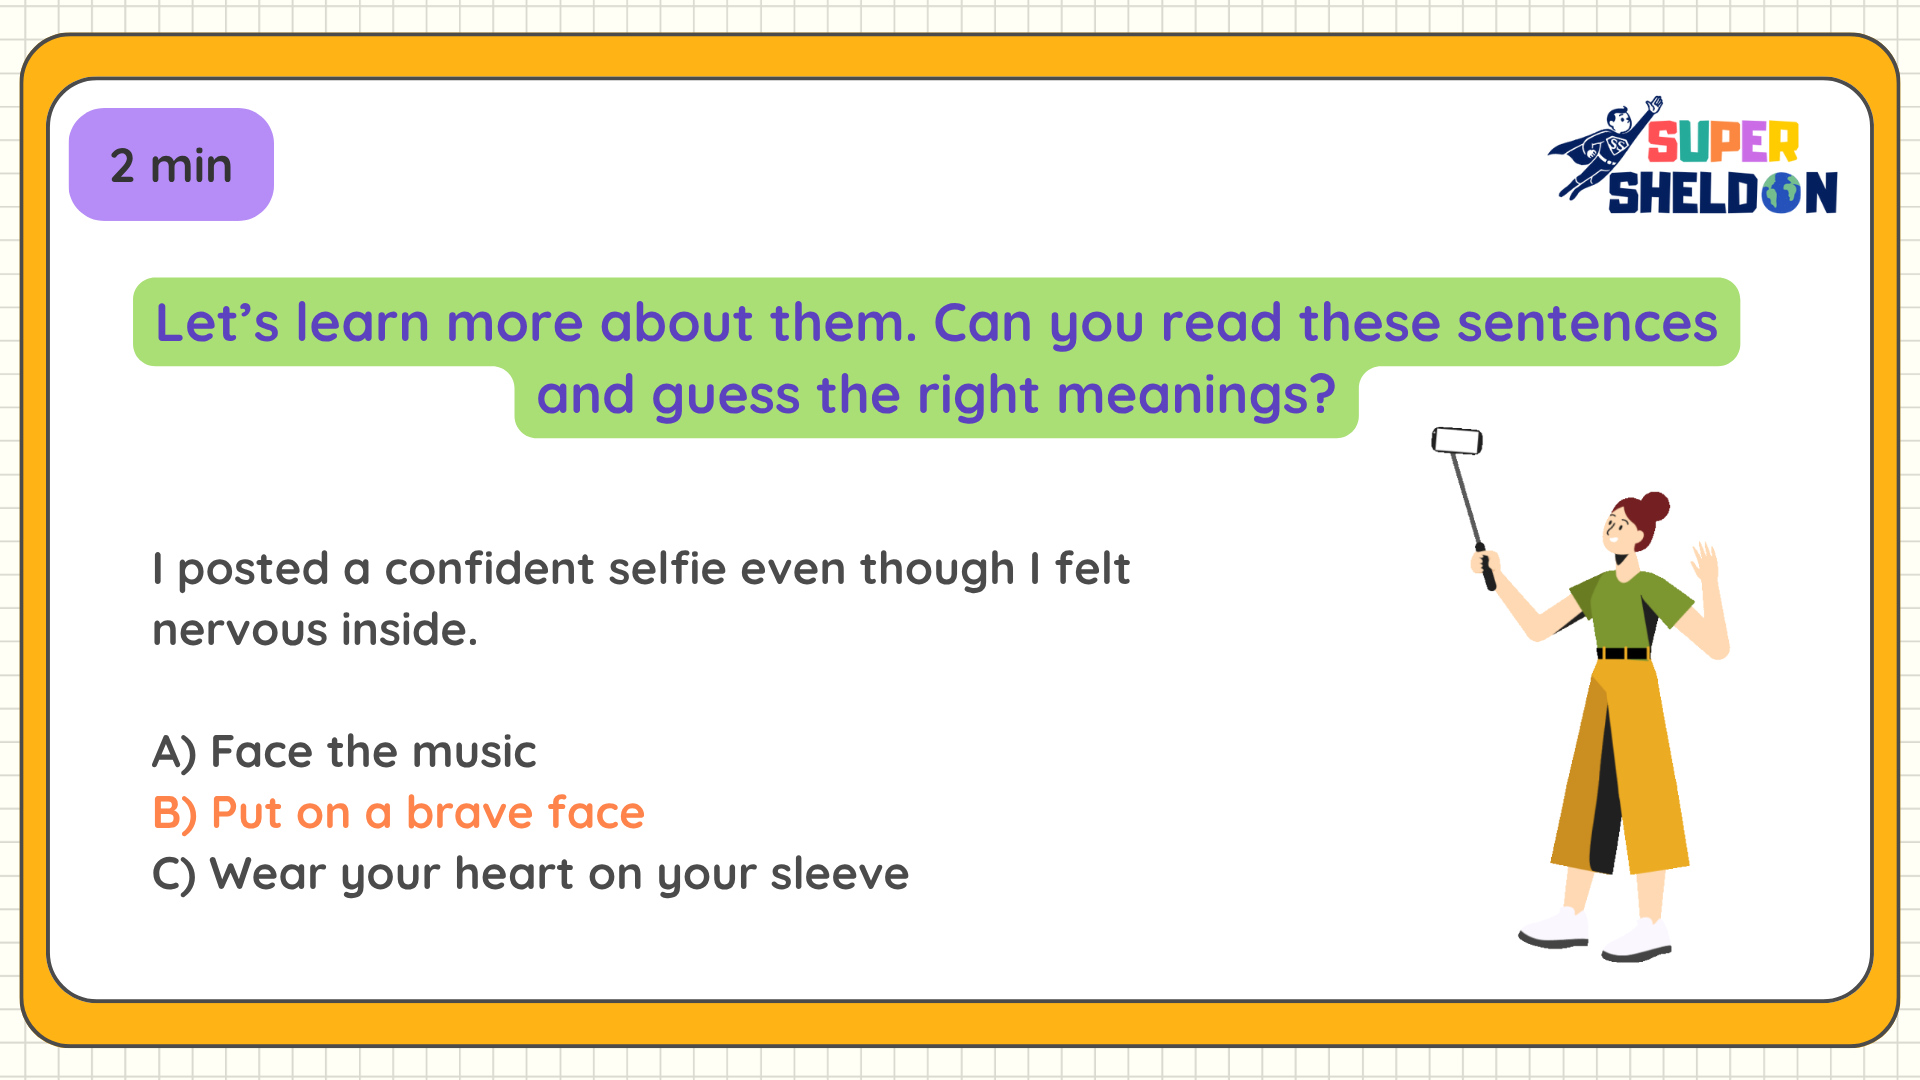 2 min
SUPER
SHELDON
Let’s learn more about them. Can you read these sentences
and guess the right meanings?
I posted a confident selfie even though I felt
nervous inside.
A) Face the music
B) Put on a brave face
C) Wear your heart on your sleeve